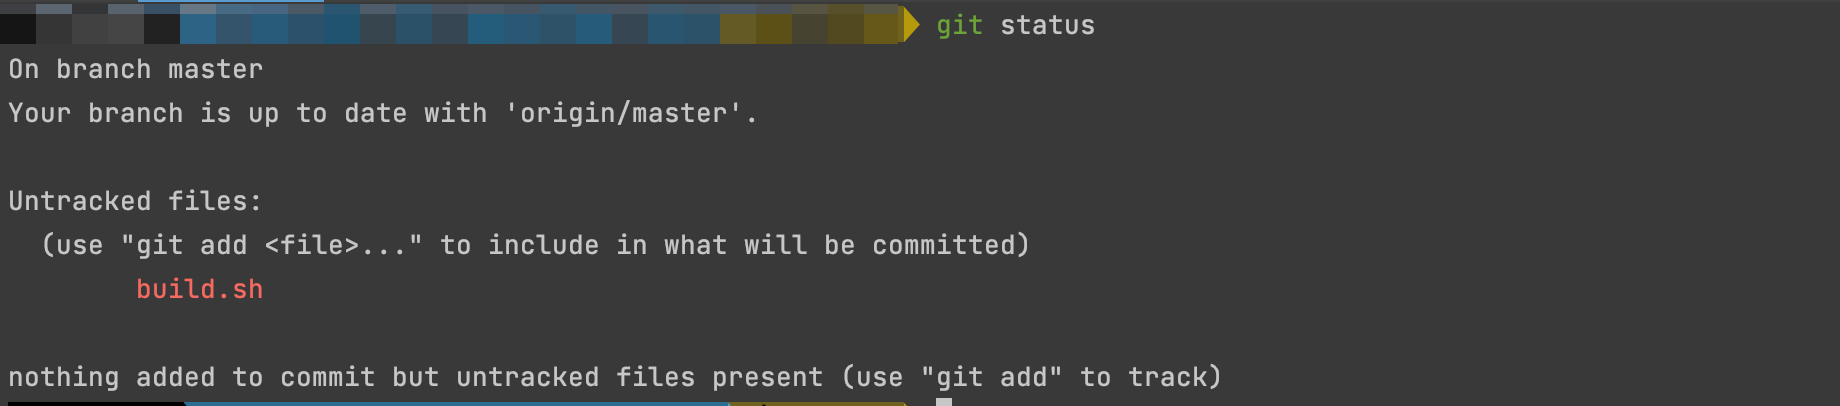 git status
On branch master
Your branch is up to date with 'origin/master'.
Untracked files:
(use "git add <file>..." to include in what will be committed)
build.sh
nothing added to commit but untracked files present (use "git add" to track)